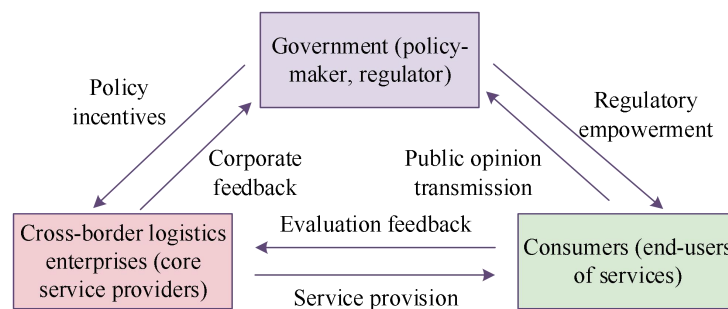 Government (policy-
maker, regulator)
Policy
incentives
Regulatory
empowerment
Corporate
feedback
Public opinion
transmission
Cross-border logistics
enterprises (core
service providers)
Evaluation feedback
Service provision
Consumers (end-users
of services)